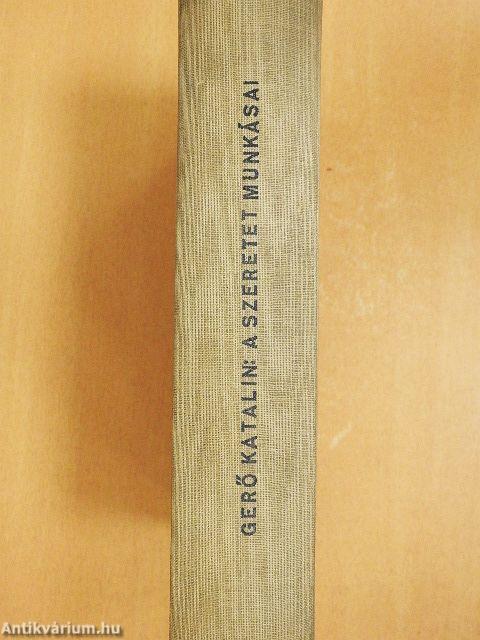 GERŐ KATALIN: A SZERETET MUNKÁSAI
Antikvárium.hu